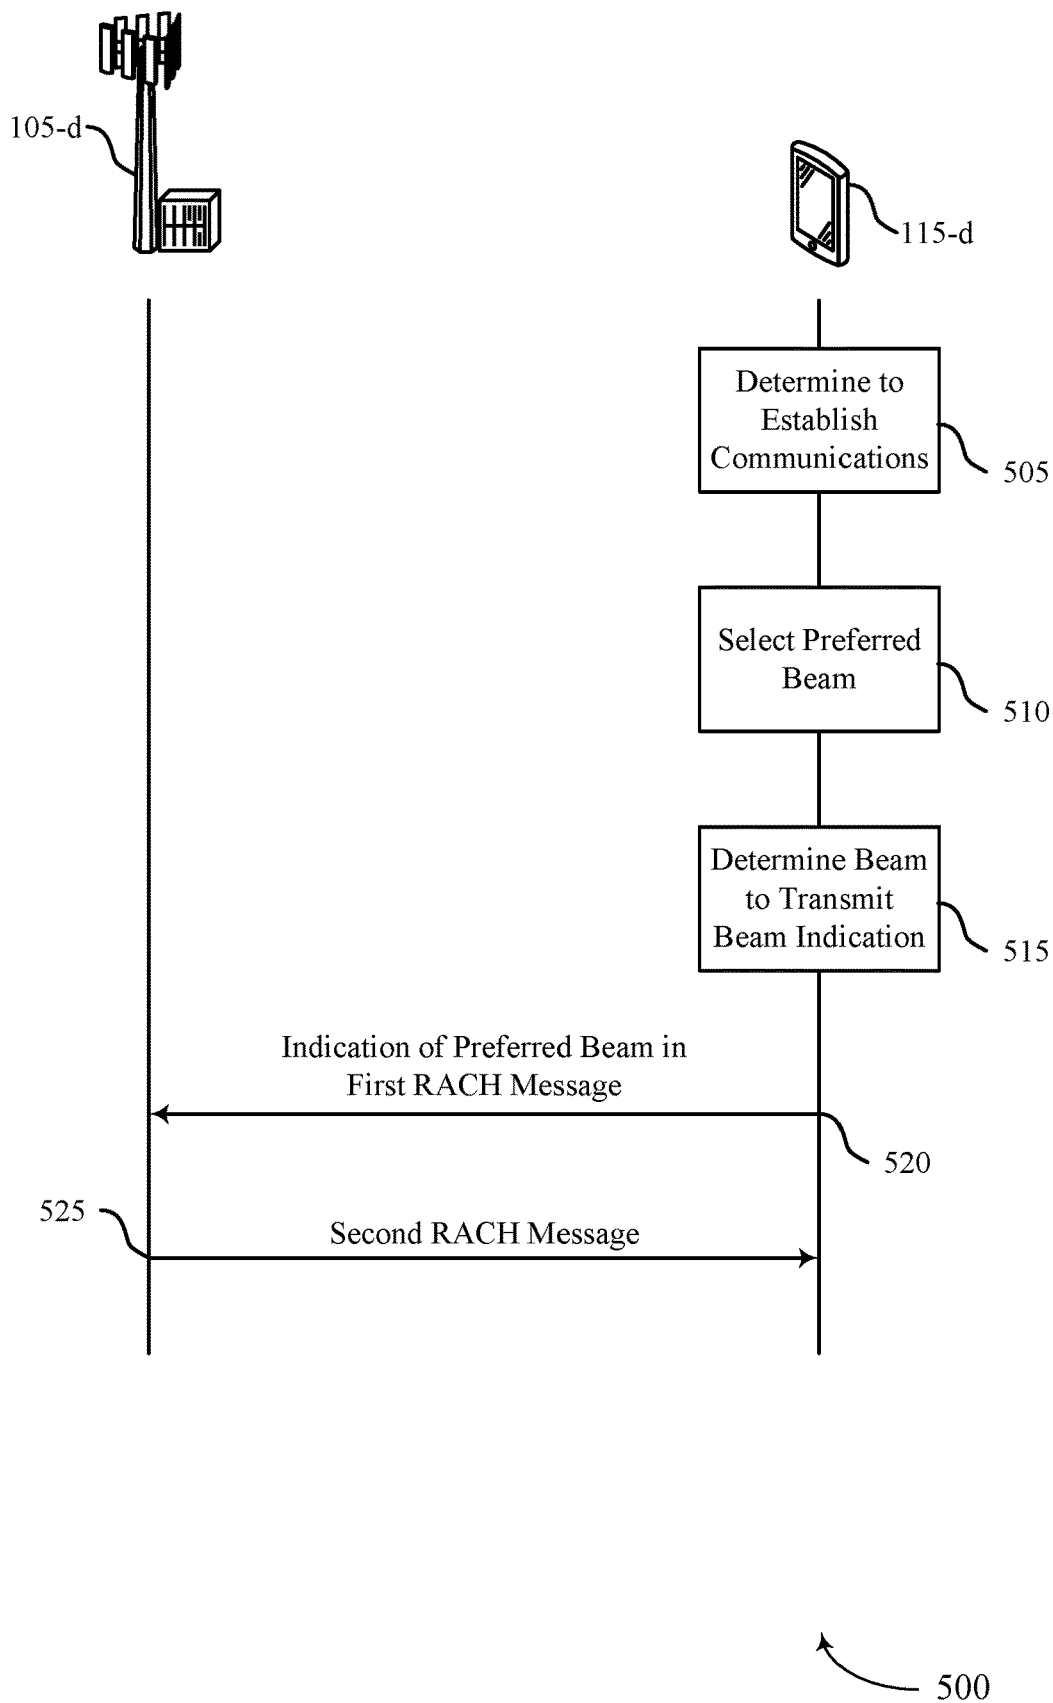 105-d
115-d
Determine to
Establish
Communications
505
Select Preferred
Beam
510
Determine Beam
to Transmit
Beam Indication
515
Indication of Preferred Beam in
First RACH Message
520
525
Second RACH Message
500